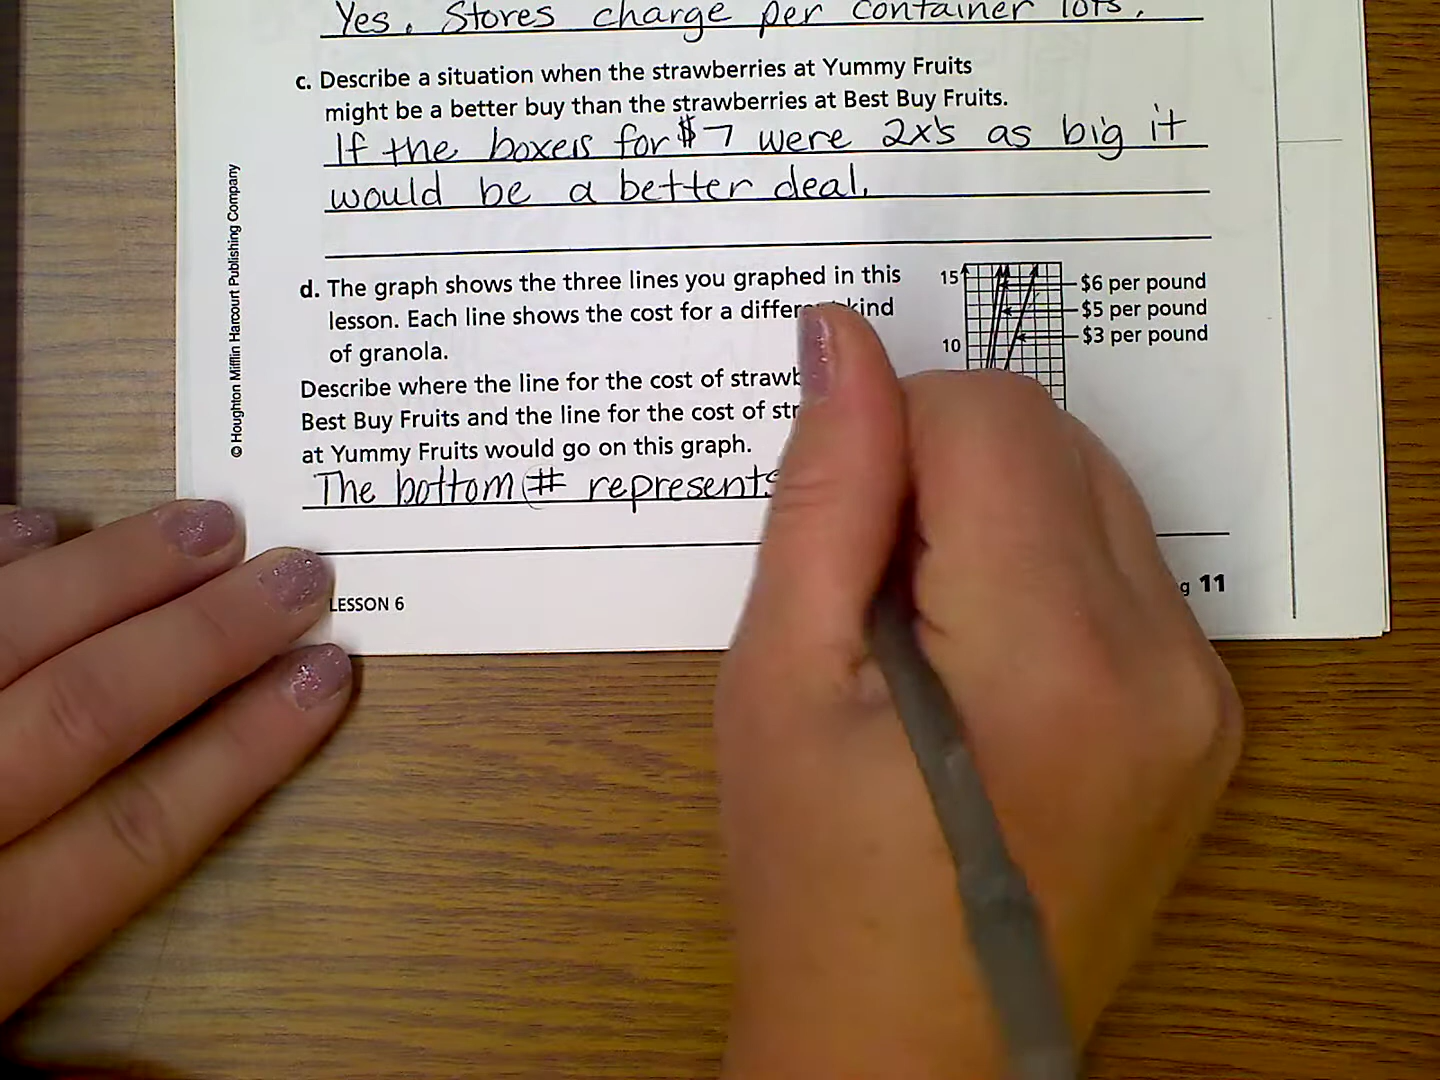 Yes. Stores charge per container lots.
c. Describe a situation when the strawberries at Yummy Fruits
might be a better buy than the strawberries at Best Buy Fruits.
If the boxes for $7 were 2x's as big it
would be a better deal.
© Houghton Mifflin Harcourt Publishing Company
d. The graph shows the three lines you graphed in this
lesson. Each line shows the cost for a kind
of granola.
15
10
$6 per pound
$5 per pound
$3 per pound
Describe where the line for the cost of
Best Buy Fruits and the line for the cost of
at Yummy Fruits would go on this graph.
The bottom # represents
LESSON 6
11